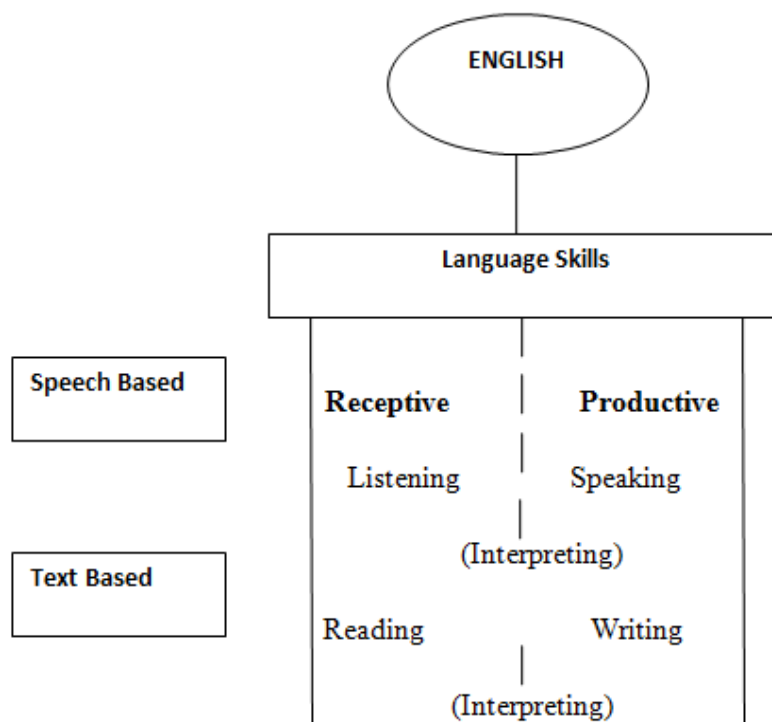 ENGLISH
Language Skills
Speech Based
Receptive Productive
Listening Speaking
(Interpreting)
Text Based
Reading Writing
(Interpreting)